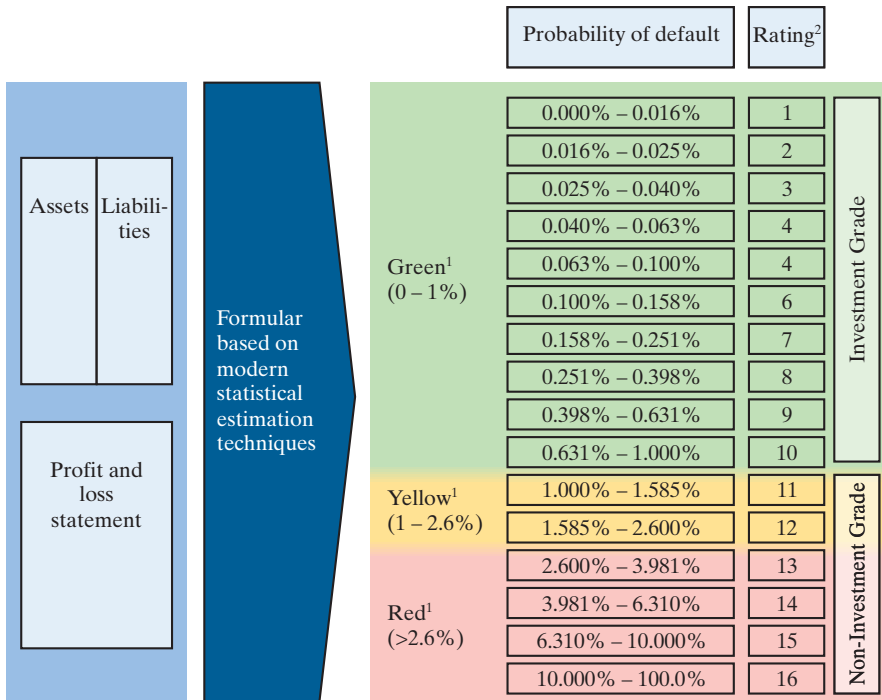 Probability of default
Rating²
Assets
Liabili-
ties
Profit and
loss
statement
Formular
based on
modern
statistical
estimation
techniques
Green¹
(0 – 1%)
0.000% – 0.016% 1
0.016% – 0.025% 2
0.025% – 0.040% 3
0.040% – 0.063% 4
0.063% – 0.100% 4
0.100% – 0.158% 6
0.158% – 0.251% 7
0.251% – 0.398% 8
0.398% – 0.631% 9
0.631% – 1.000% 10
Investment Grade
Yellow¹
(1 – 2.6%)
1.000% – 1.585% 11
1.585% – 2.600% 12
Red¹
(>2.6%)
2.600% – 3.981% 13
3.981% – 6.310% 14
6.310% – 10.000% 15
10.000% – 100.0% 16
Non-Investment Grade